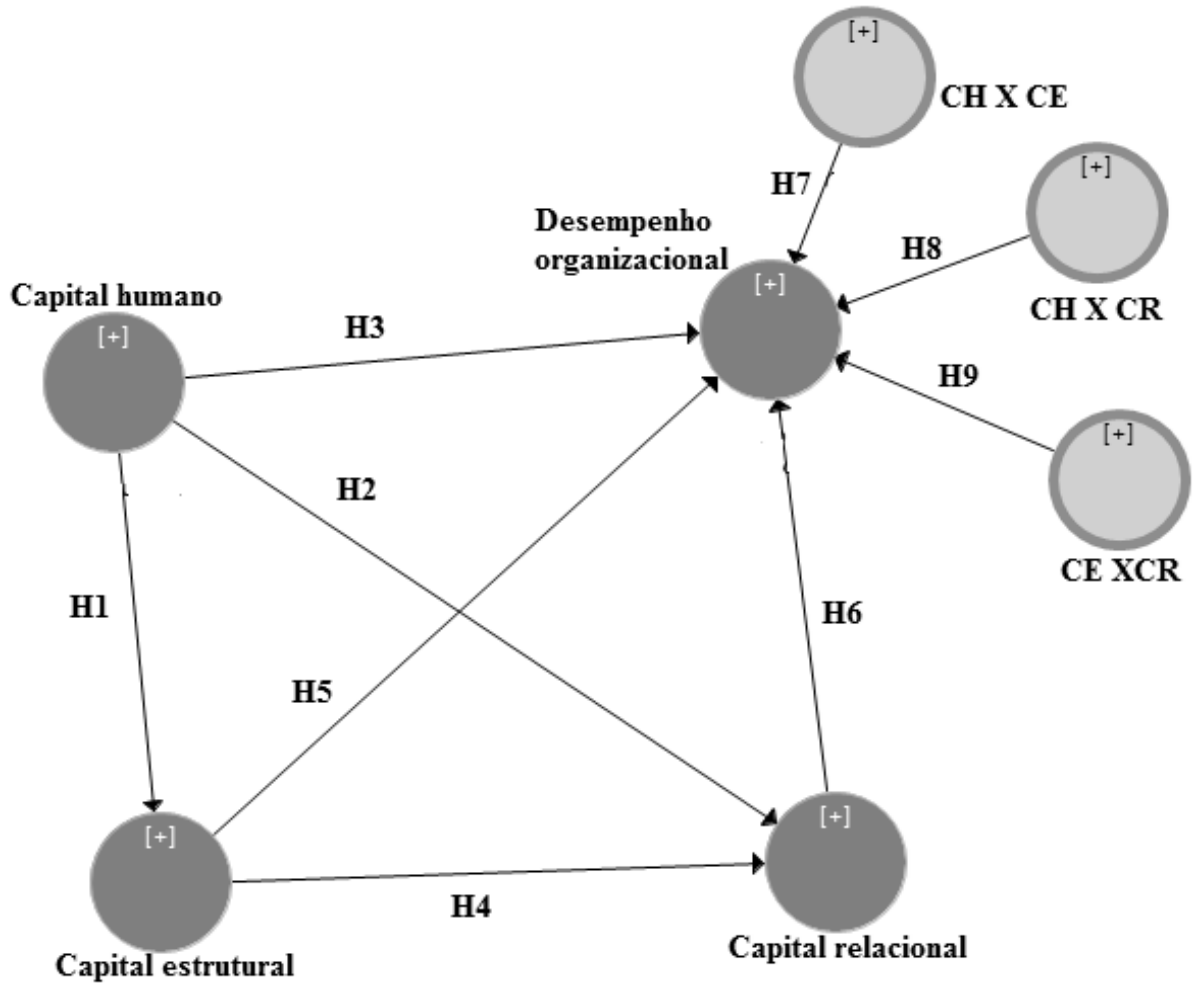 [+]
CH X CE
H7
[+]
Desempenho
organizacional
H8
[+]
CH X CR
Capital humano
[+]
H3
H9
[+]
CE XCR
H2
H1
H6
H5
[+]
H4
[+]
Capital estrutural
Capital relacional